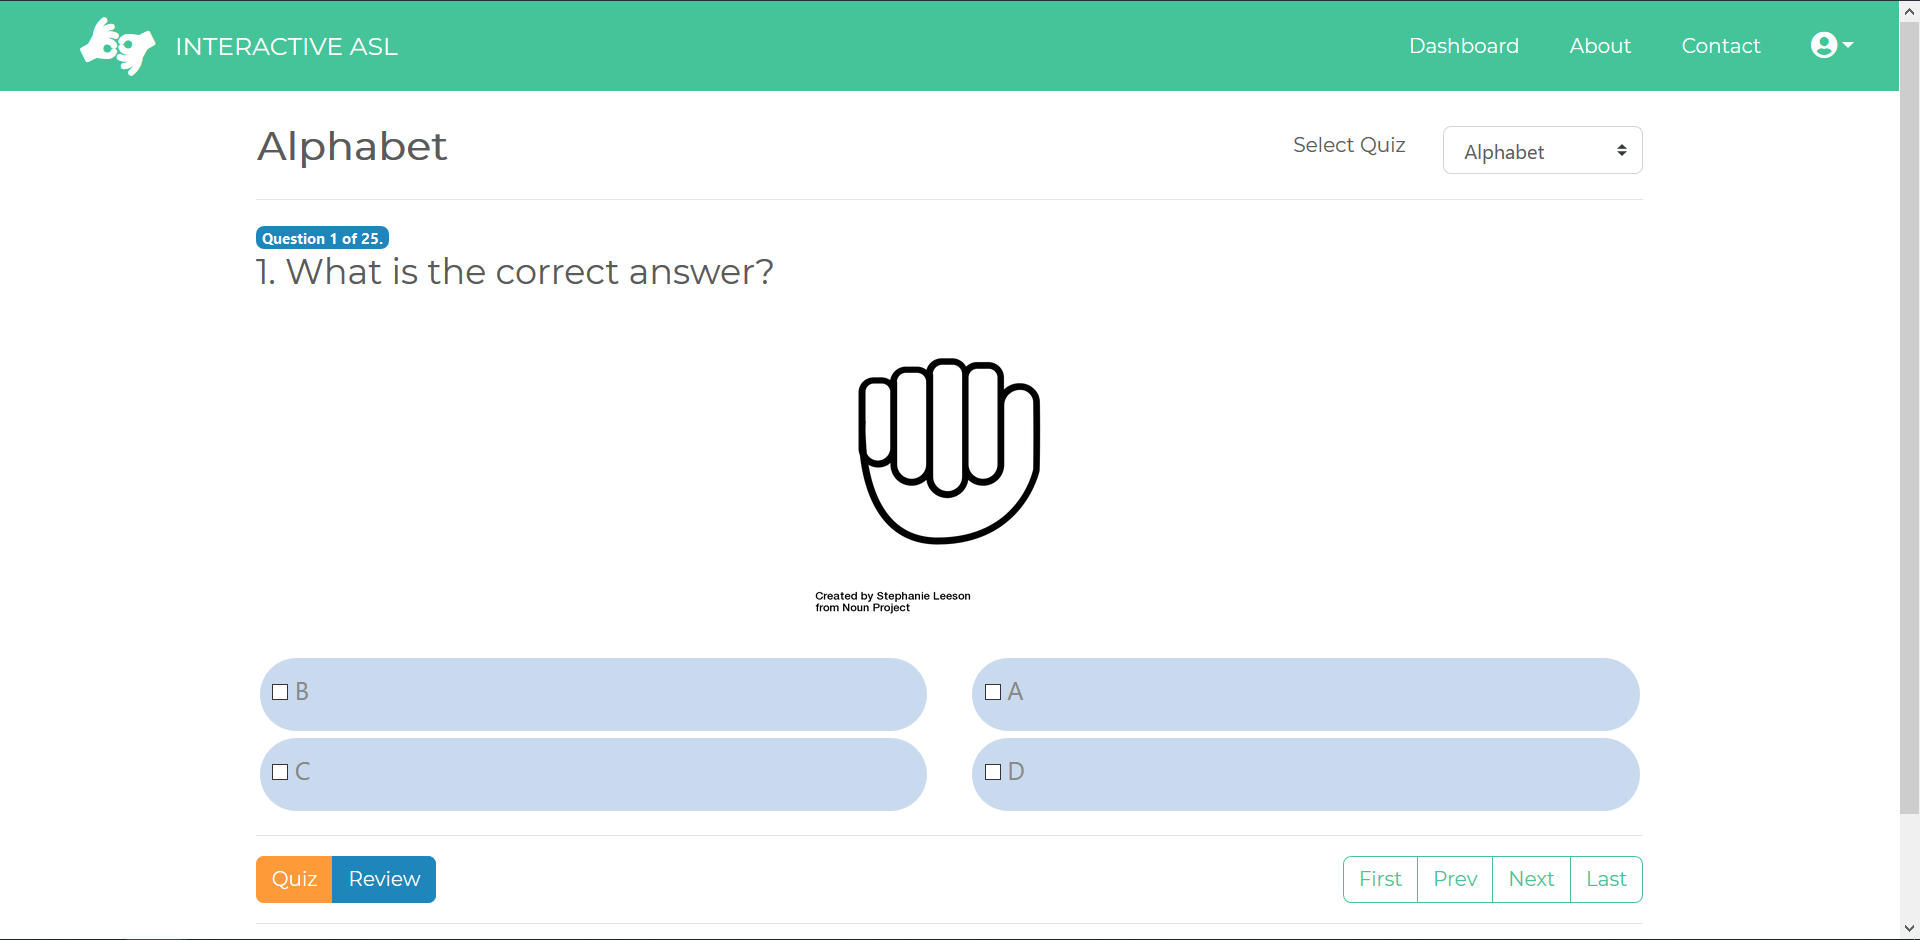 INTERACTIVE ASL
Dashboard
About
Contact
Alphabet
Select Quiz
Alphabet
Question 1 of 25.
1. What is the correct answer?
Created by Stephanie Leeson
from Noun Project
B
A
C
D
Quiz
Review
First
Prev
Next
Last